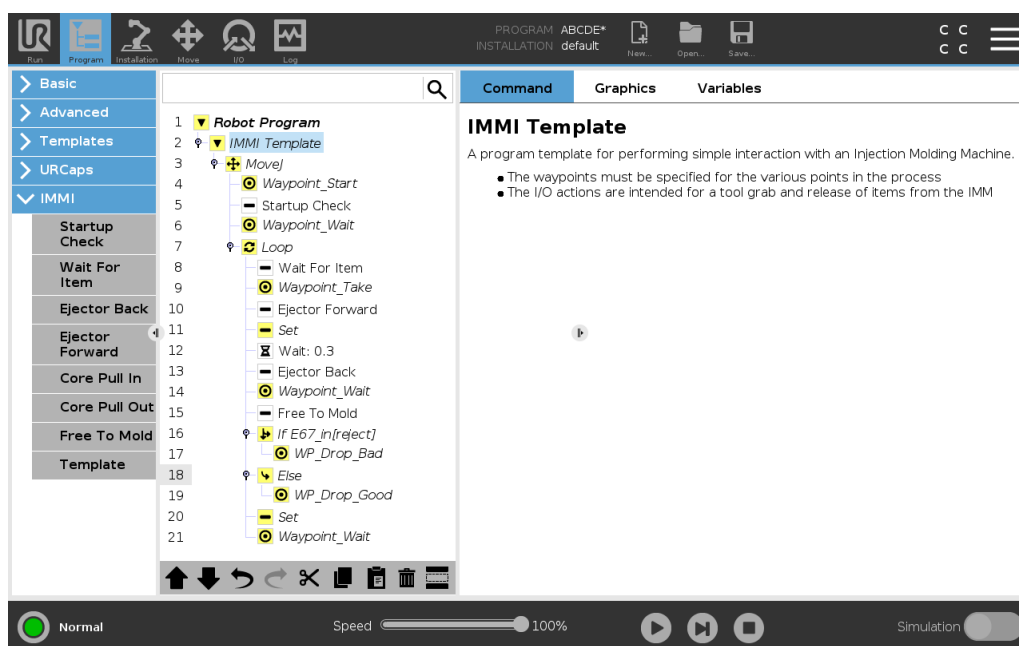 PROGRAM ABCDE*
INSTALLATION default
UR
Run
Program
Installation
Move
I/O
Log
New...
Open...
Save...
C C
C C
Basic
Advanced
Templates
URCaps
IMMI
Startup
Check
Wait For
Item
Ejector Back
Ejector
Forward
Core Pull In
Core Pull Out
Free To Mold
Template
1 Robot Program
2 IMMI Template
3 MoveJ
4 Waypoint_Start
5 Startup Check
6 Waypoint_Wait
7 Loop
8 Wait For Item
9 Waypoint_Take
10 Ejector Forward
11 Set
12 Wait: 0.3
13 Ejector Back
14 Waypoint_Wait
15 Free To Mold
16 If E67_in[reject]
17 WP_Drop_Bad
18 Else
19 WP_Drop_Good
20 Set
21 Waypoint_Wait
Command Graphics Variables
IMMI Template
A program template for performing simple interaction with an Injection Molding Machine.
The waypoints must be specified for the various points in the process
The I/O actions are intended for a tool grab and release of items from the IMM
Normal
Speed 100%
Simulation